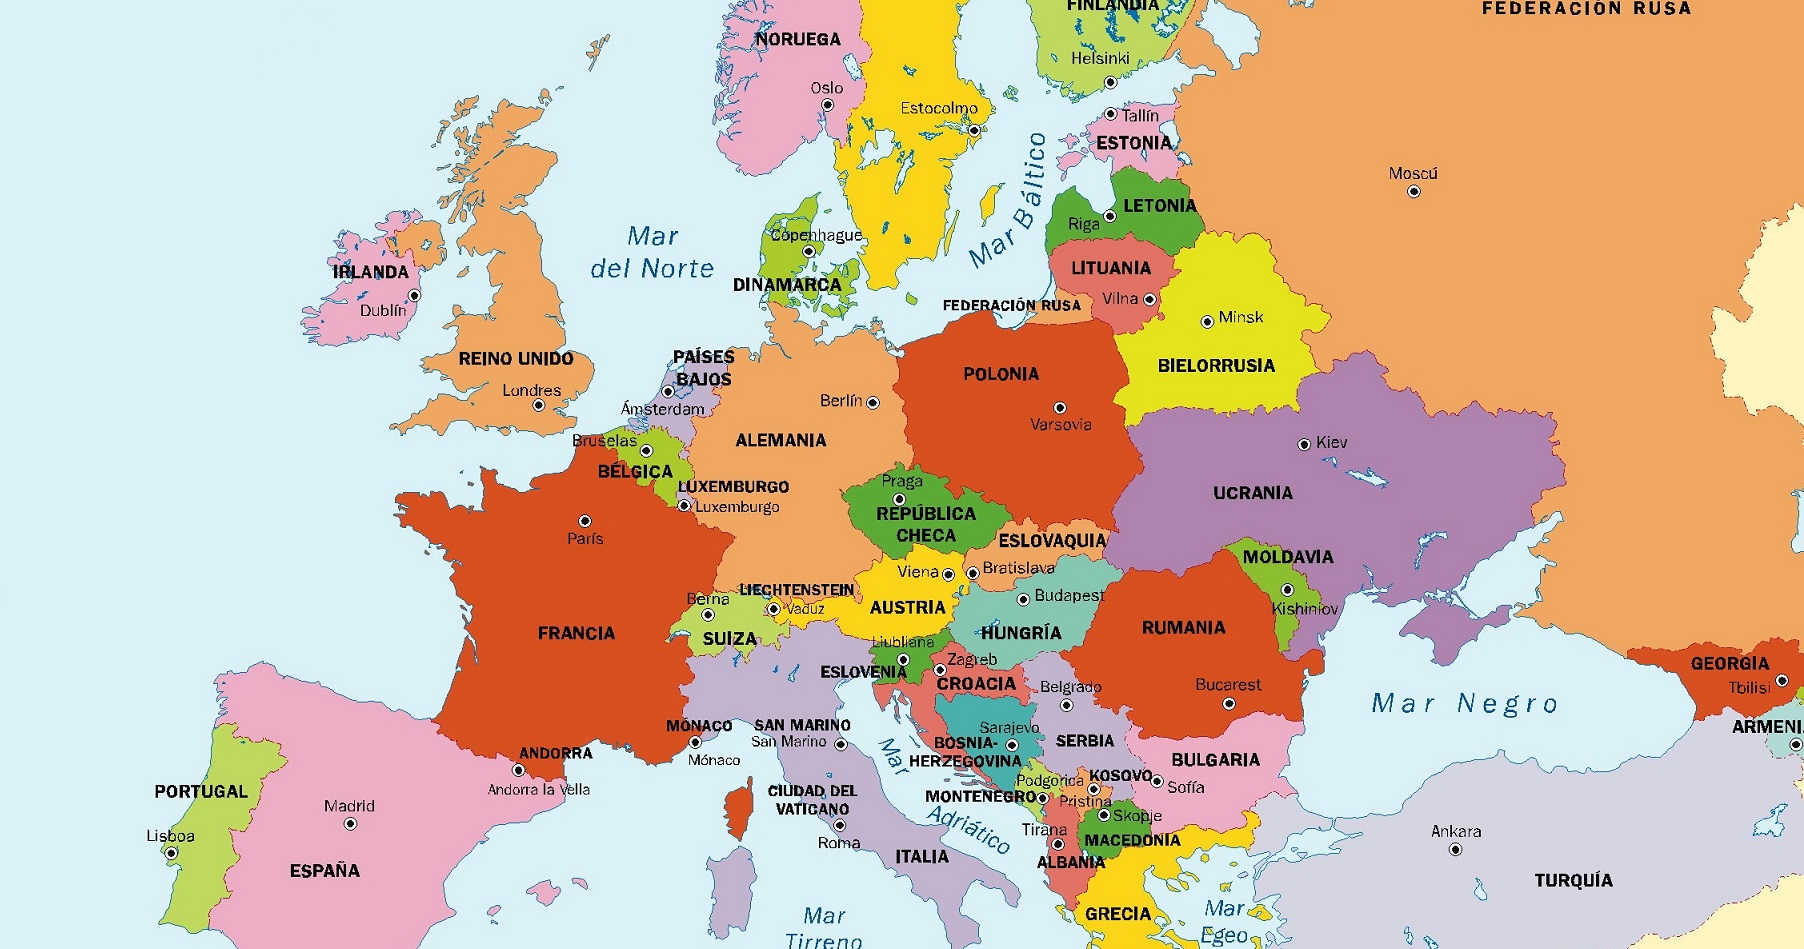 FINLANDIA
FEDERACIÓN RUSA
NORUEGA
Helsinki
Oslo
Estocolmo
Tallín
ESTONIA
Mar Báltico
Moscú
LETONIA
Riga
Mar
del Norte
Copenhague
DINAMARCA
IRLANDA
Dublín
LITUANIA
Vilna
FEDERACIÓN RUSA
Minsk
BIELORRUSIA
REINO UNIDO
Londres
PAÍSES
BAJOS
Ámsterdam
Berlín
ALEMANIA
POLONIA
Varsovia
Kiev
UCRANIA
Bruselas
BÉLGICA
LUXEMBURGO
Luxemburgo
Praga
REPÚBLICA
CHECA
París
ESLOVAQUIA
Bratislava
MOLDAVIA
Kishiniov
Viena
AUSTRIA
LIECHTENSTEIN
Vaduz
Berna
SUIZA
Budapest
HUNGRÍA
FRANCIA
RUMANIA
Bucarest
Liubliana
ESLOVENIA
Zagreb
CROACIA
Belgrado
SERBIA
GEORGIA
Tbilisi
ARMENI
Mar Negro
MÓNACO
Mónaco
SAN MARINO
San Marino
Sarajevo
BOSNIA-
HERZEGOVINA
Mar
Adriático
BULGARIA
Sofía
ANDORRA
Andorra la Vella
PORTUGAL
Lisboa
Madrid
ESPAÑA
CIUDAD DEL
VATICANO
Roma
ITALIA
Podgorica
MONTENEGRO
KOSOVO
Pristina
Skopje
MACEDONIA
Tirana
ALBANIA
Ankara
TURQUÍA
GRECIA
Mar
Egeo
Mar
Tirreno